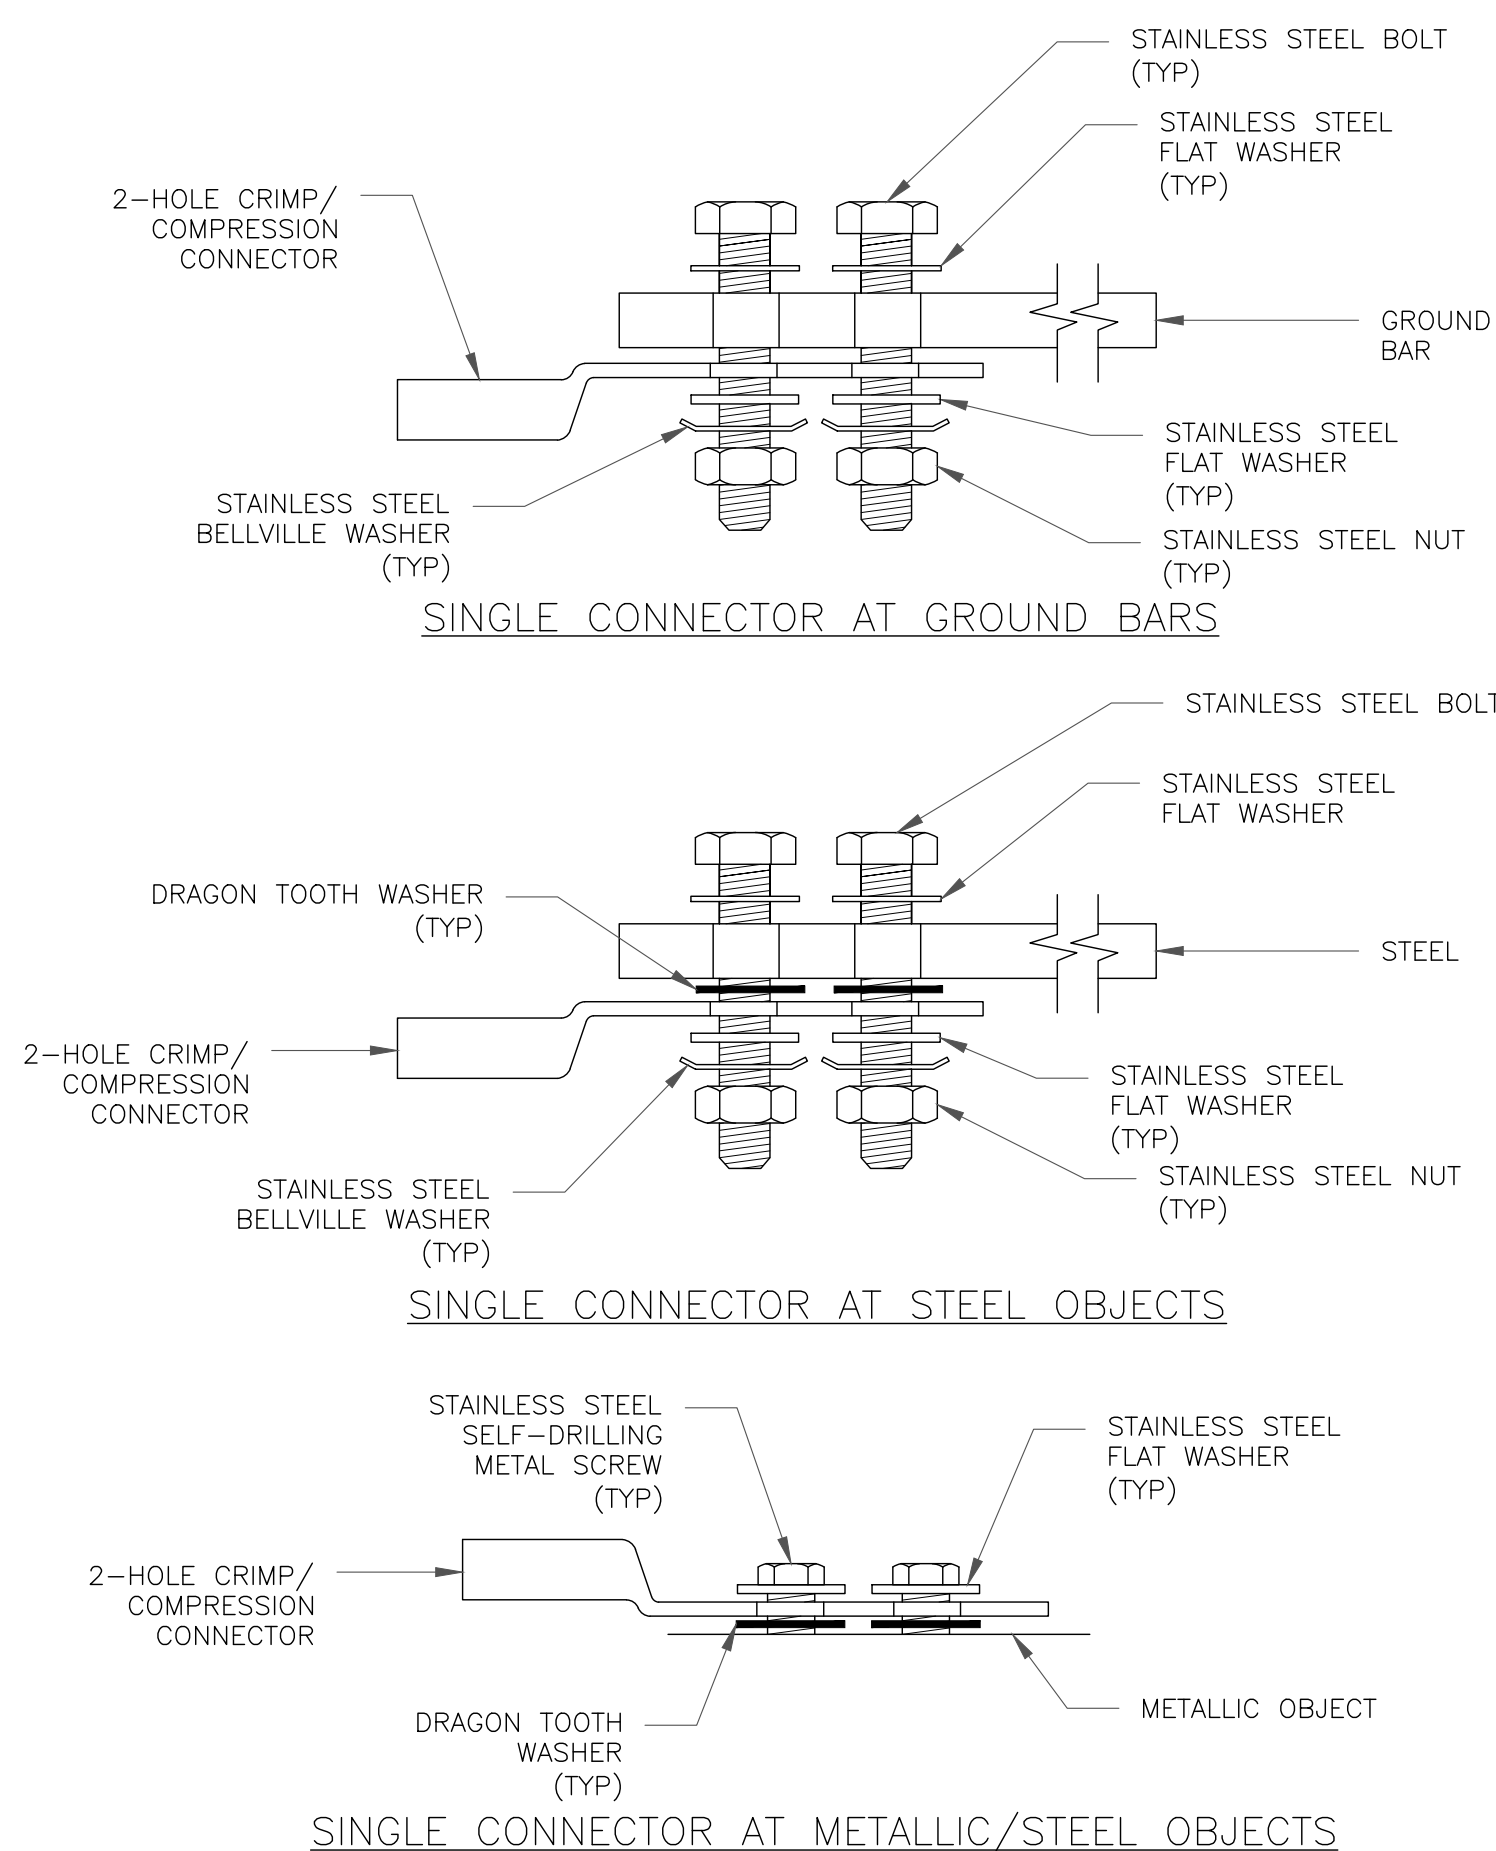 STAINLESS STEEL BOLT
(TYP)
STAINLESS STEEL
FLAT WASHER
(TYP)
2-HOLE CRIMP/
COMPRESSION
CONNECTOR
GROUND
BAR
STAINLESS STEEL
FLAT WASHER
(TYP)
STAINLESS STEEL
BELLVILLE WASHER
(TYP)
STAINLESS STEEL NUT
(TYP)
SINGLE CONNECTOR AT GROUND BARS
STAINLESS STEEL BOLT
STAINLESS STEEL
FLAT WASHER
DRAGON TOOTH WASHER
(TYP)
STEEL
2-HOLE CRIMP/
COMPRESSION
CONNECTOR
STAINLESS STEEL
FLAT WASHER
(TYP)
STAINLESS STEEL NUT
(TYP)
STAINLESS STEEL
BELLVILLE WASHER
(TYP)
SINGLE CONNECTOR AT STEEL OBJECTS
STAINLESS STEEL
SELF-DRILLING
METAL SCREW
(TYP)
STAINLESS STEEL
FLAT WASHER
(TYP)
2-HOLE CRIMP/
COMPRESSION
CONNECTOR
METALLIC OBJECT
DRAGON TOOTH
WASHER
(TYP)
SINGLE CONNECTOR AT METALLIC/STEEL OBJECTS